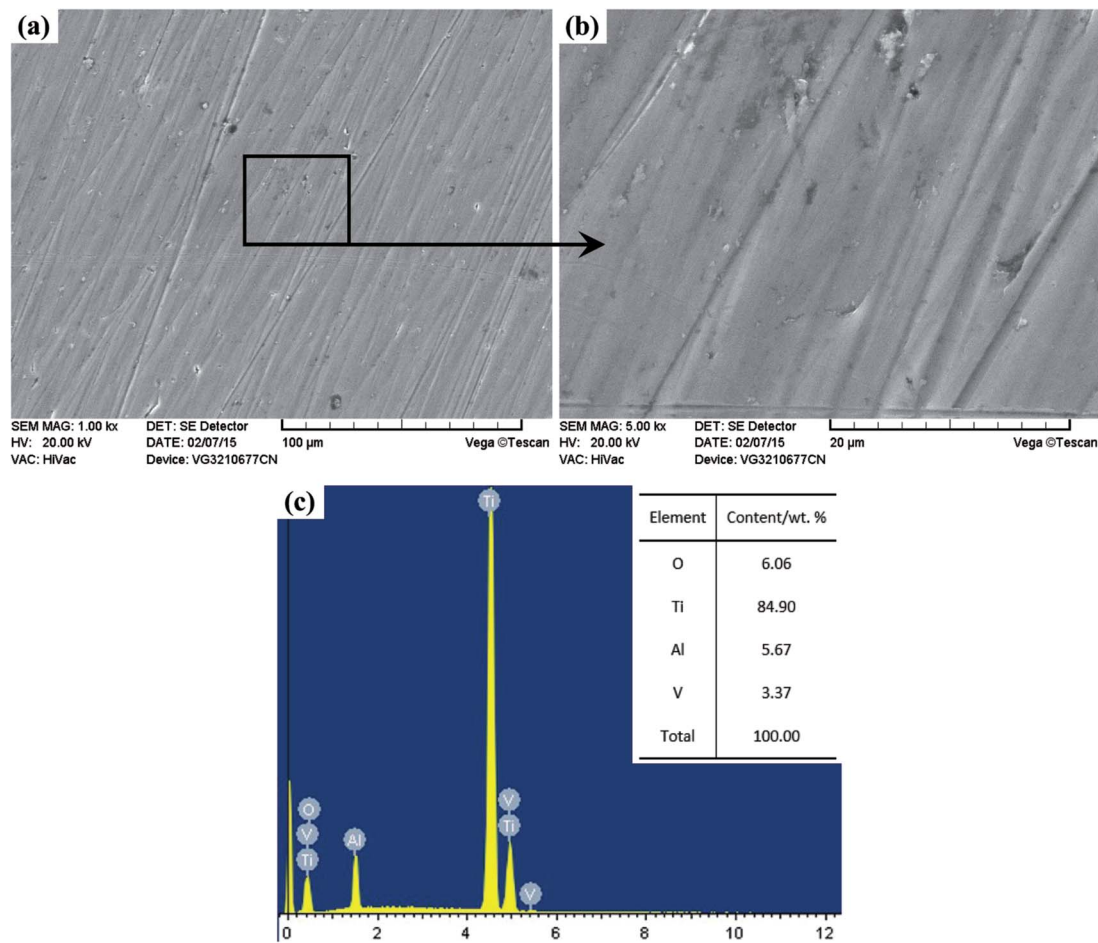 (a)
SEM MAG: 1.00 kx DET: SE Detector
HV: 20.00 kV DATE: 02/07/15 100 µm Vega ©Tescan
VAC: HiVac Device: VG3210677CN
(b)
SEM MAG: 5.00 kx DET: SE Detector
HV: 20.00 kV DATE: 02/07/15 20 µm Vega ©Tescan
VAC: HiVac Device: VG3210677CN
(c)
Ti
V
Ti
O
V
Ti
Al
V
0 2 4 6 8 10 12
Element Content/wt. %
O 6.06
Ti 84.90
Al 5.67
V 3.37
Total 100.00